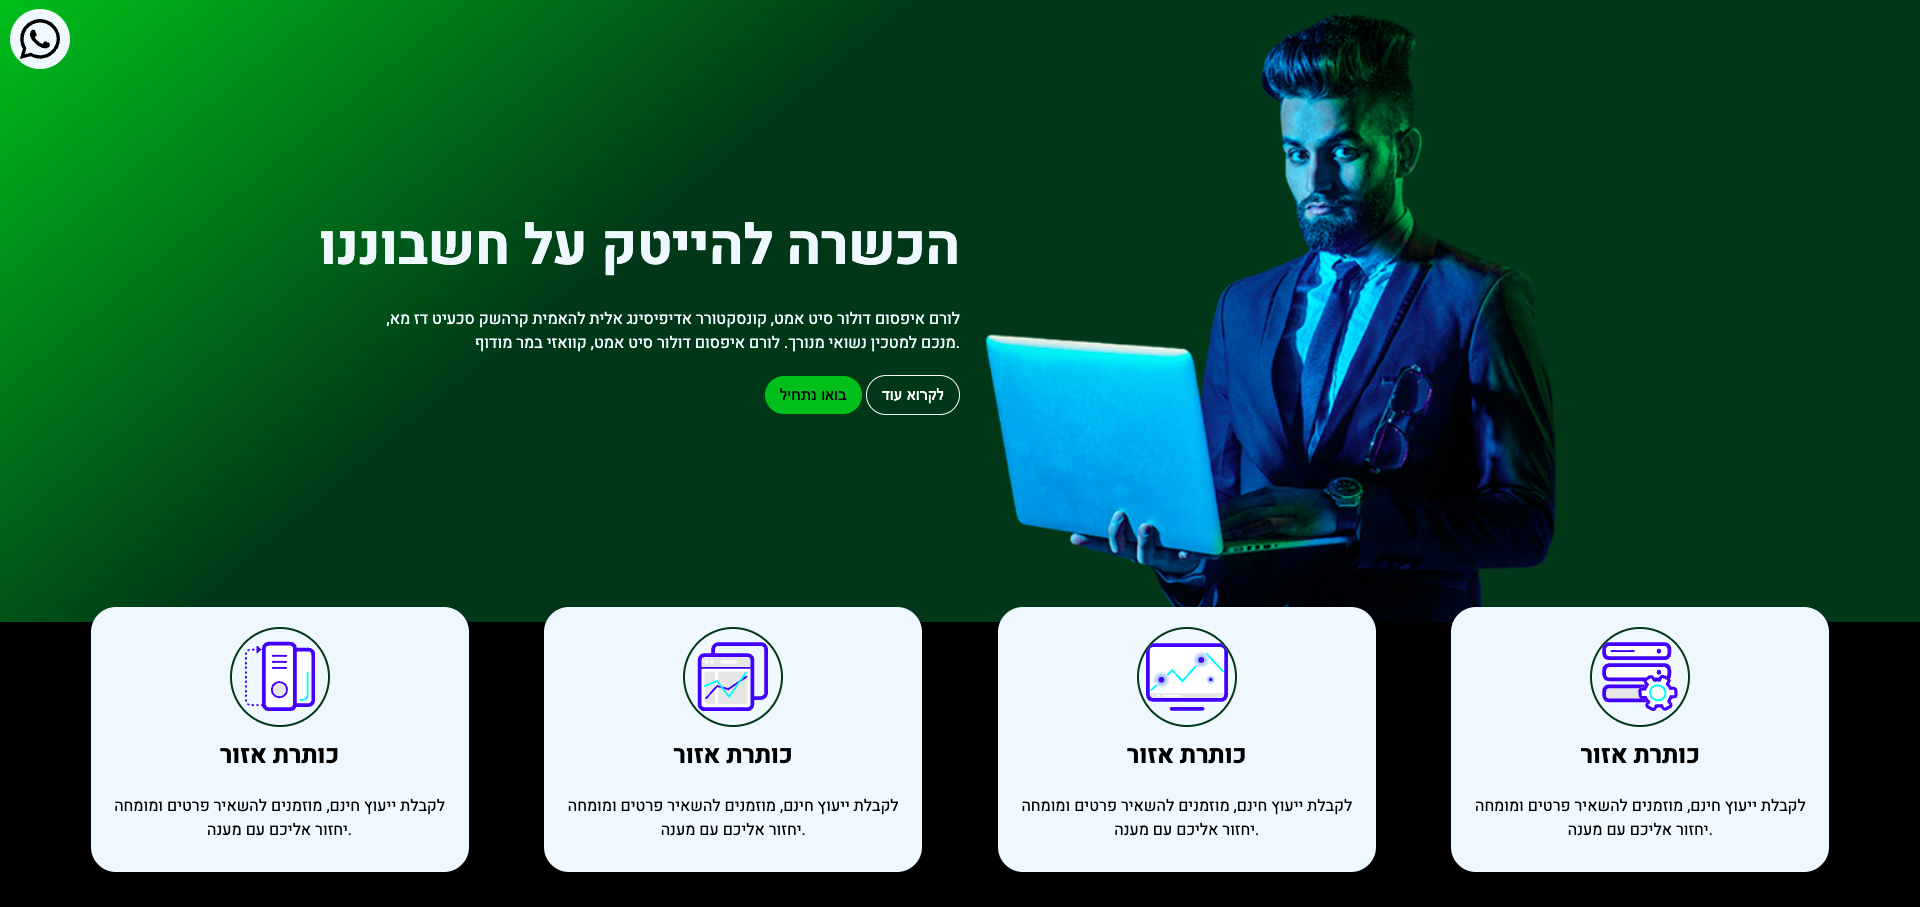 הכשרה להייטק על חשבוננו
לורם איפסום דולור סיט אמט, קונסקטורר אדיפיסינג אלית להאמית קרהשק סכעיט דז מא,
מנכם למטכין נשואי מנורך. לורם איפסום דולור סיט אמט, קוואזי במר מודוף.
לקרוא עוד
בואו נתחיל
כותרת אזור
לקבלת ייעוץ חינם, מוזמנים להשאיר פרטים ומומחה
יחזור אליכם עם מענה.
כותרת אזור
לקבלת ייעוץ חינם, מוזמנים להשאיר פרטים ומומחה
יחזור אליכם עם מענה.
כותרת אזור
לקבלת ייעוץ חינם, מוזמנים להשאיר פרטים ומומחה
יחזור אליכם עם מענה.
כותרת אזור
לקבלת ייעוץ חינם, מוזמנים להשאיר פרטים ומומחה
יחזור אליכם עם מענה.